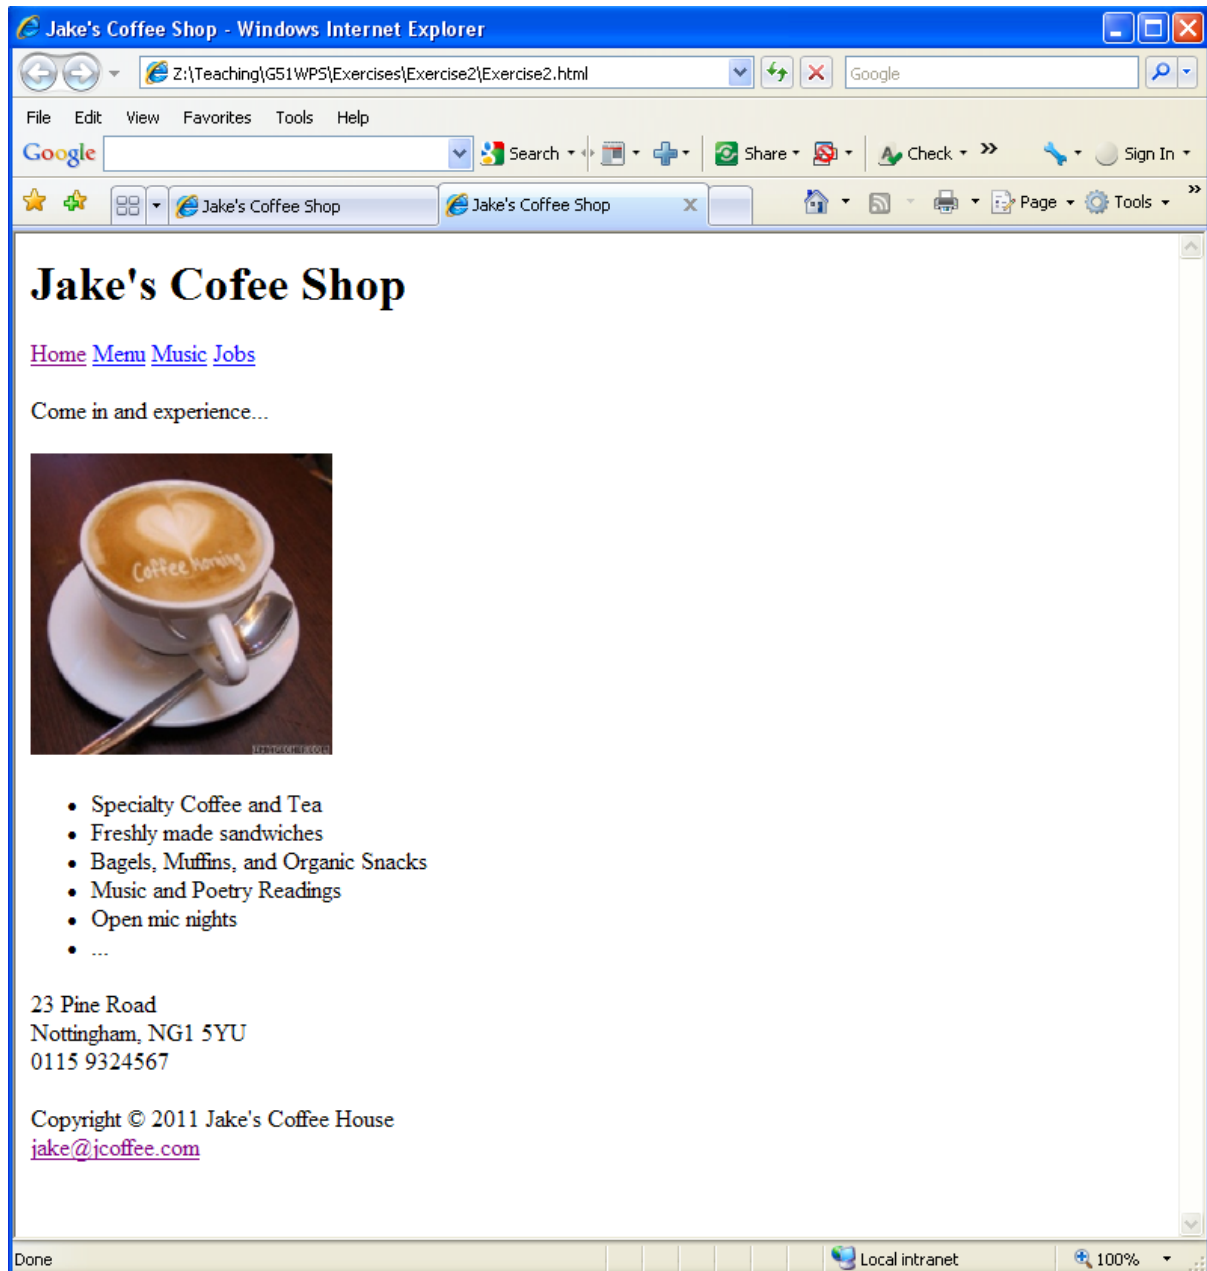 Jake's Coffee Shop - Windows Internet Explorer
Z:\Teaching\G51WPS\Exercises\Exercise2\Exercise2.html Google
File Edit View Favorites Tools Help
Google Search Share Check >> Sign In
Jake's Coffee Shop Jake's Coffee Shop X Page Tools >>
Jake's Cofee Shop
Home Menu Music Jobs
Come in and experience...
Coffee Morning
• Specialty Coffee and Tea
• Freshly made sandwiches
• Bagels, Muffins, and Organic Snacks
• Music and Poetry Readings
• Open mic nights
• ...
23 Pine Road
Nottingham, NG1 5YU
0115 9324567
Copyright © 2011 Jake's Coffee House
jake@jcoffee.com
Done Local intranet 100%